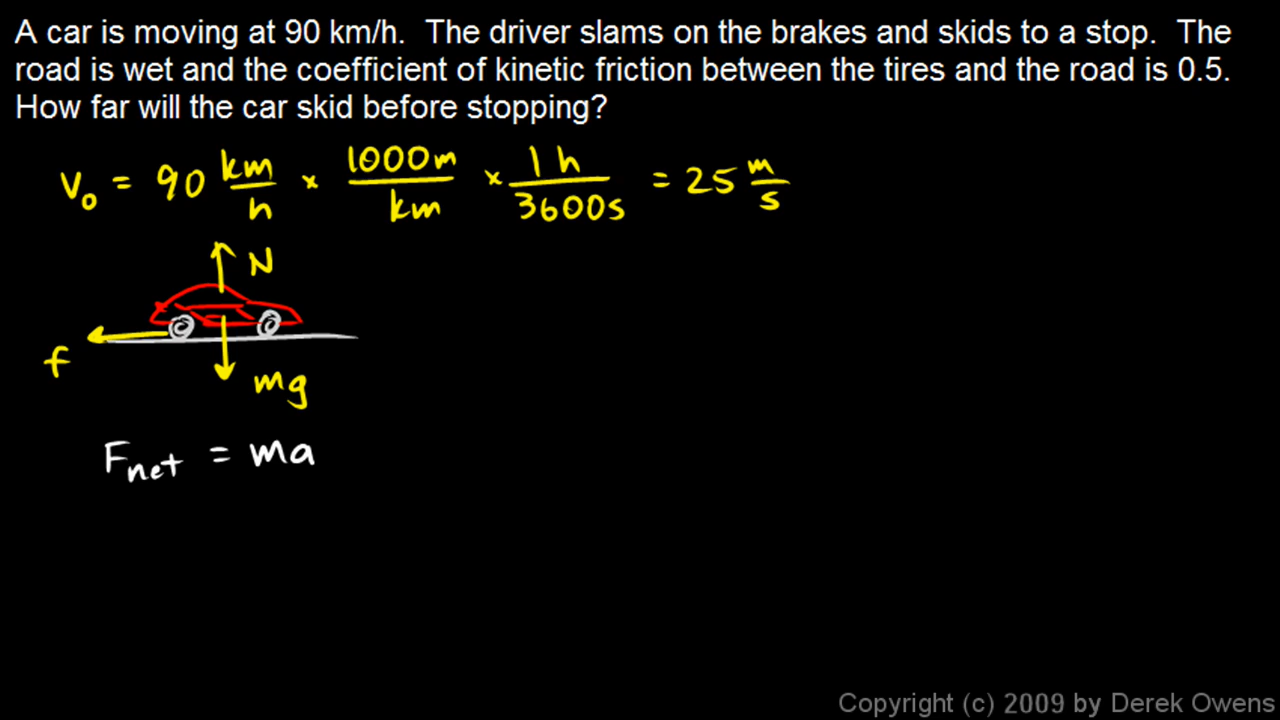 A car is moving at 90 km/h. The driver slams on the brakes and skids to a stop. The
road is wet and the coefficient of kinetic friction between the tires and the road is 0.5.
How far will the car skid before stopping?
V₀ = 90 km/h × 1000m/km × 1h/3600s = 25 m/s
N
f
mg
Fnet = ma
Copyright (c) 2009 by Derek Owens